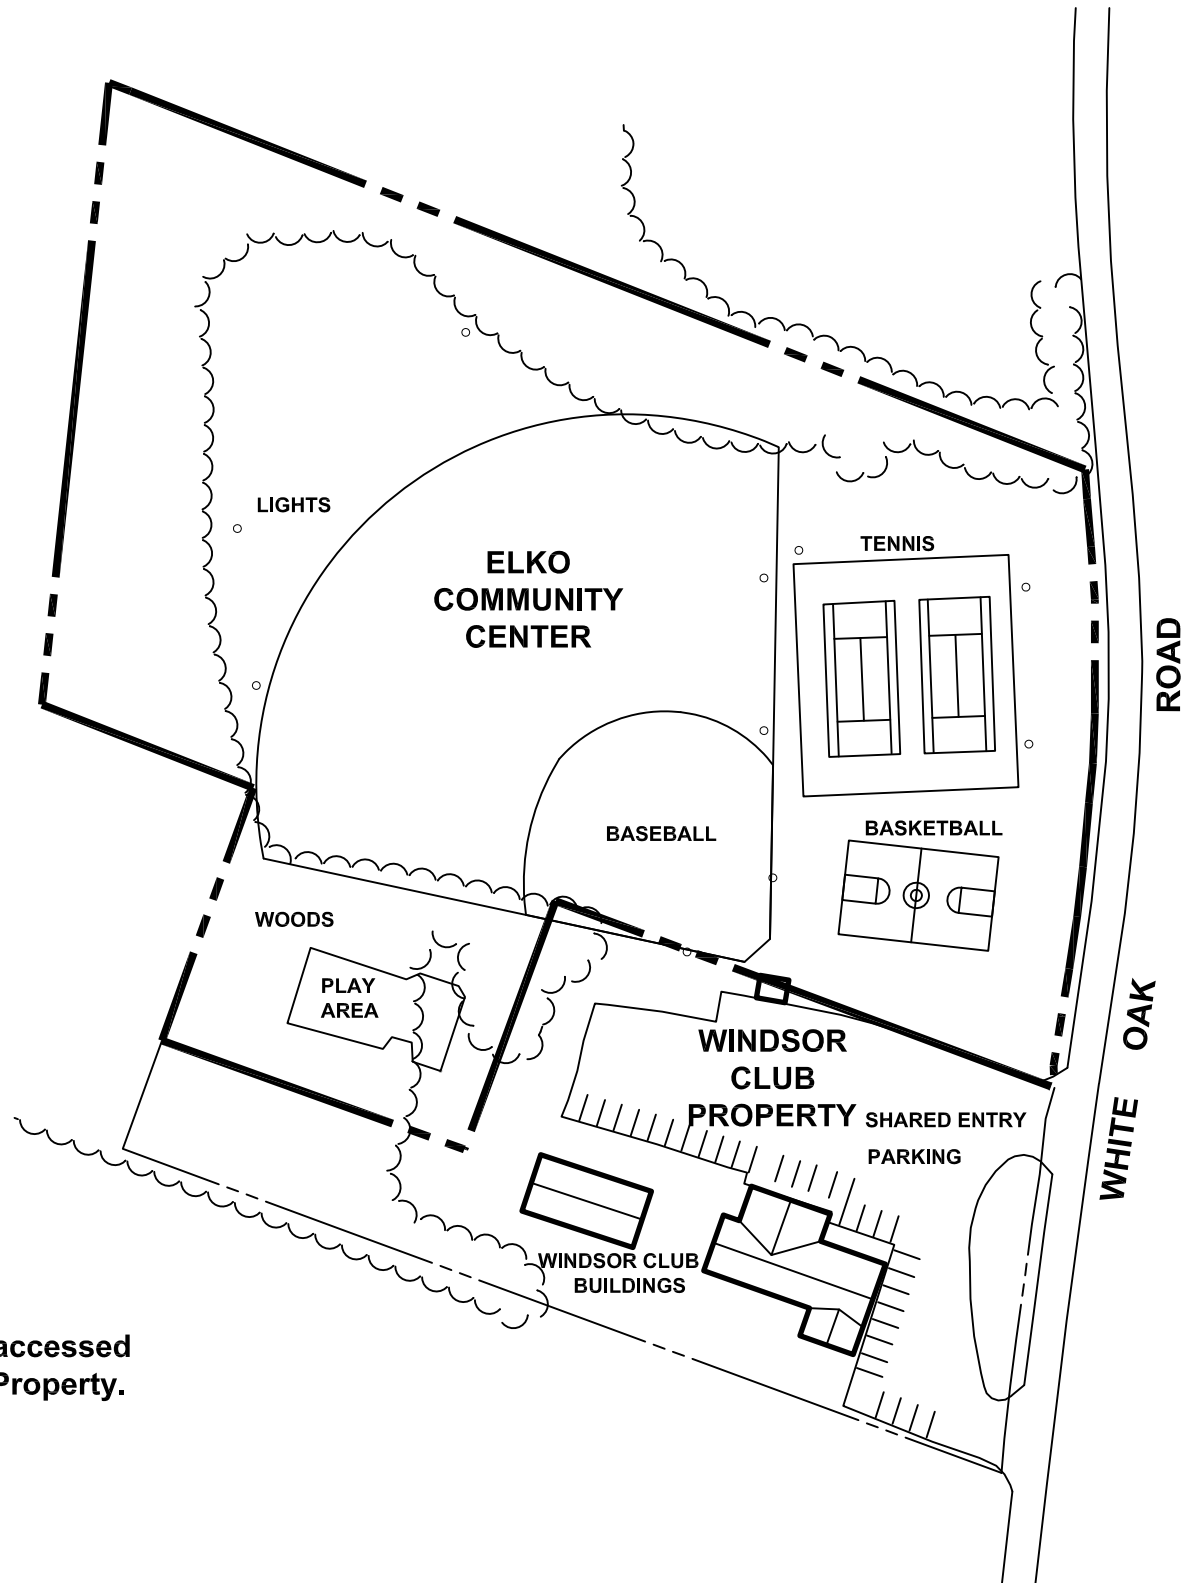 LIGHTS
ELKO
COMMUNITY
CENTER
TENNIS
ROAD
BASEBALL
BASKETBALL
WOODS
PLAY
AREA
OAK
WINDSOR
CLUB
PROPERTY
SHARED ENTRY
PARKING
WHITE
WINDSOR CLUB
BUILDINGS
accessed
Property.